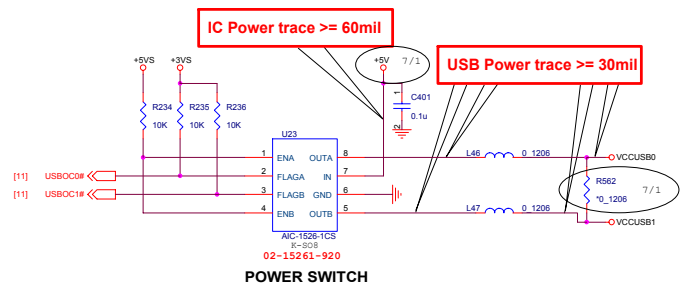 IC Power trace >= 60mil
+5VS
+3VS
+5V
7/1
USB Power trace >= 30mil
1
C401
0.1u
2
R234
R235
R236
10K
10K
10K
U23
L46
0_1206
VCCUSB0
1
ENA
OUTA
8
[11]
USBOC0#
2
FLAGA
IN
7
R562
7/1
[11]
USBOC1#
3
FLAGB
GND
6
*0_1206
4
ENB
OUTB
5
L47
0_1206
VCCUSB1
AIC-1526-1CS
K-SO8
02-15261-920
POWER SWITCH